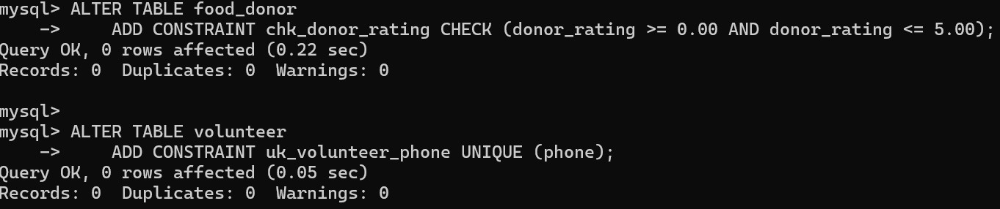 mysql> ALTER TABLE food_donor
    ->     ADD CONSTRAINT chk_donor_rating CHECK (donor_rating >= 0.00 AND donor_rating <= 5.00);
Query OK, 0 rows affected (0.22 sec)
Records: 0  Duplicates: 0  Warnings: 0

mysql>
mysql> ALTER TABLE volunteer
    ->     ADD CONSTRAINT uk_volunteer_phone UNIQUE (phone);
Query OK, 0 rows affected (0.05 sec)
Records: 0  Duplicates: 0  Warnings: 0